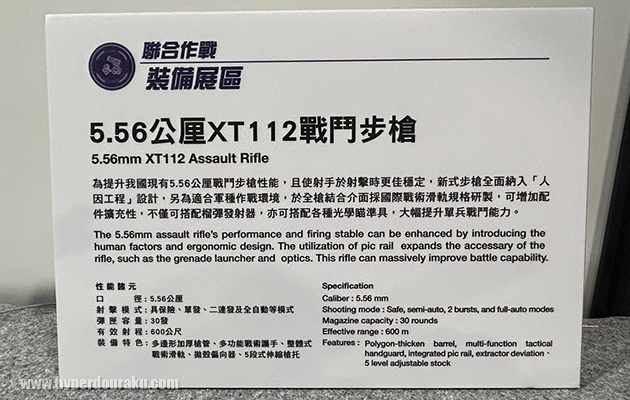 聯合作戰
裝備展區
5.56公厘XT112戰鬥步槍
5.56mm XT112 Assault Rifle
為提升我國現有5.56公厘戰鬥步槍性能，且使射手於射擊時更佳穩定，新式步槍全面納入「人
因工程」設計，另為適合軍種作戰環境，於全槍結合介面採國際戰術滑軌規格研製，可增加配
件擴充性，不僅可搭配榴彈發射器，亦可搭配各種光學瞄準具，大幅提升單兵戰鬥能力。
The 5.56mm assault rifle's performance and firing stable can be enhanced by introducing the
human factors and ergonomic design. The utilization of pic rail expands the accessary of the
rifle, such as the grenade launcher and optics. This rifle can massively improve battle capability.
性能諸元
口徑：5.56公厘
射擊模式：具保險、單發、二連發及全自動等模式
彈匣容量：30發
有效射程：600公尺
裝備特色：多邊形加厚槍管、多功能戰術護手、整體式
戰術滑軌、拋殼偏向器、5段式伸縮槍托
Specification
Caliber : 5.56 mm
Shooting mode : Safe, semi-auto, 2 bursts, and full-auto modes
Magazine capacity : 30 rounds
Effective range : 600 m
Features : Polygon-thicken barrel, multi-function tactical
handguard, integrated pic rail, extractor deviation、
5 level adjustable stock
www.hyperdouraku.com